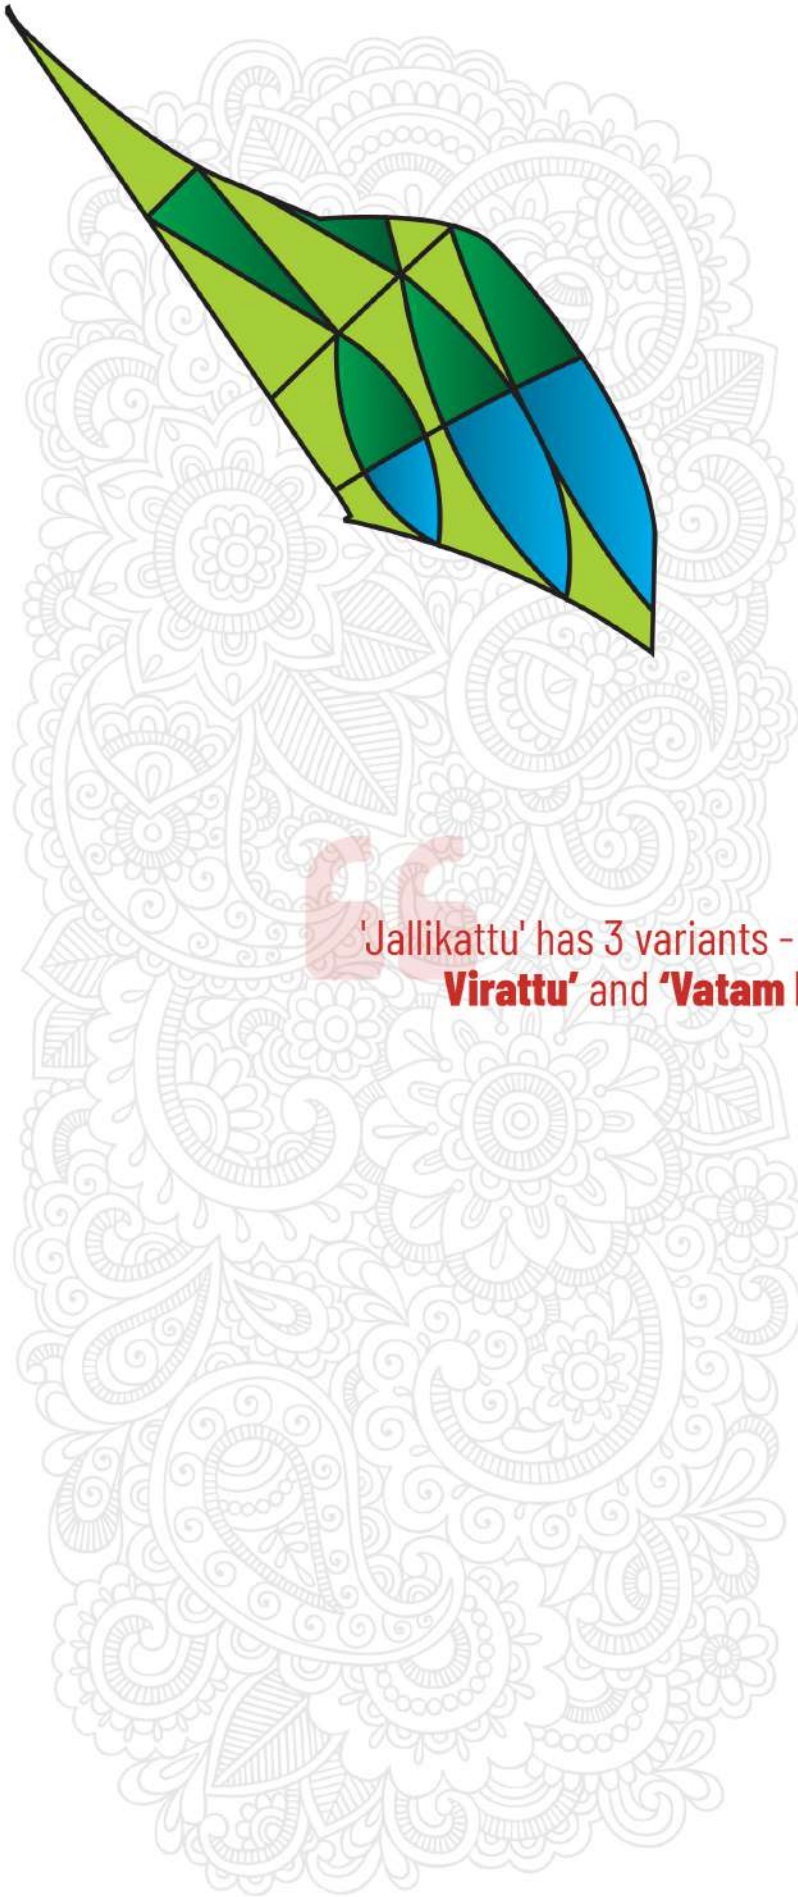 'Jallikattu' has 3 variants -
Virattu’ and ‘Vatam